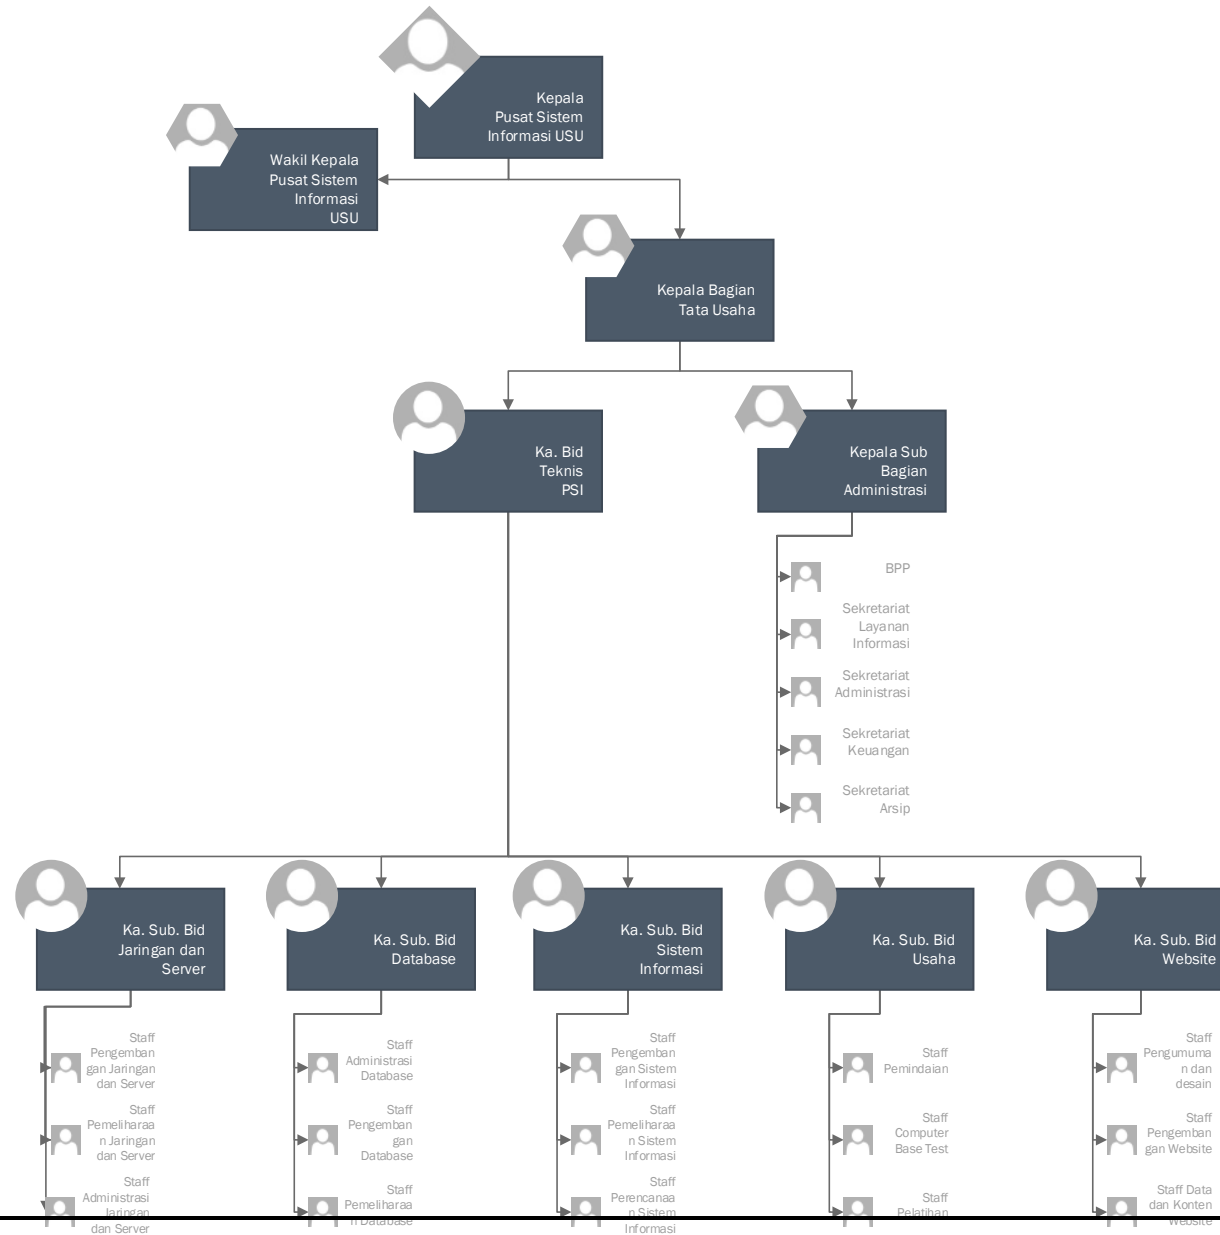 Kepala
Pusat Sistem
Informasi USU
Wakil Kepala
Pusat Sistem
Informasi
USU
Kepala Bagian
Tata Usaha
Ka. Bid
Teknis
PSI
Kepala Sub
Bagian
Administrasi
BPP
Sekretariat
Layanan
Informasi
Sekretariat
Administrasi
Sekretariat
Keuangan
Sekretariat
Arsip
Ka. Sub. Bid
Jaringan dan
Server
Ka. Sub. Bid
Database
Ka. Sub. Bid
Sistem
Informasi
Ka. Sub. Bid
Usaha
Ka. Sub. Bid
Website
Staff
Pengemban
gan Jaringan
dan Server
Staff
Pemeliharaa
n Jaringan
dan Server
Staff
Administrasi
Jaringan
dan Server
Staff
Administrasi
Database
Staff
Pengemban
gan
Database
Staff
Pemeliharaa
n Database
Staff
Pengemban
gan Sistem
Informasi
Staff
Pemeliharaa
n Sistem
Informasi
Staff
Perencanaa
n Sistem
Informasi
Staff
Pemindaian
Staff
Computer
Base Test
Staff
Pelatihan
Staff
Pengumuma
n dan
desain
Staff
Pengemban
gan Website
Staff Data
dan Konten
Website